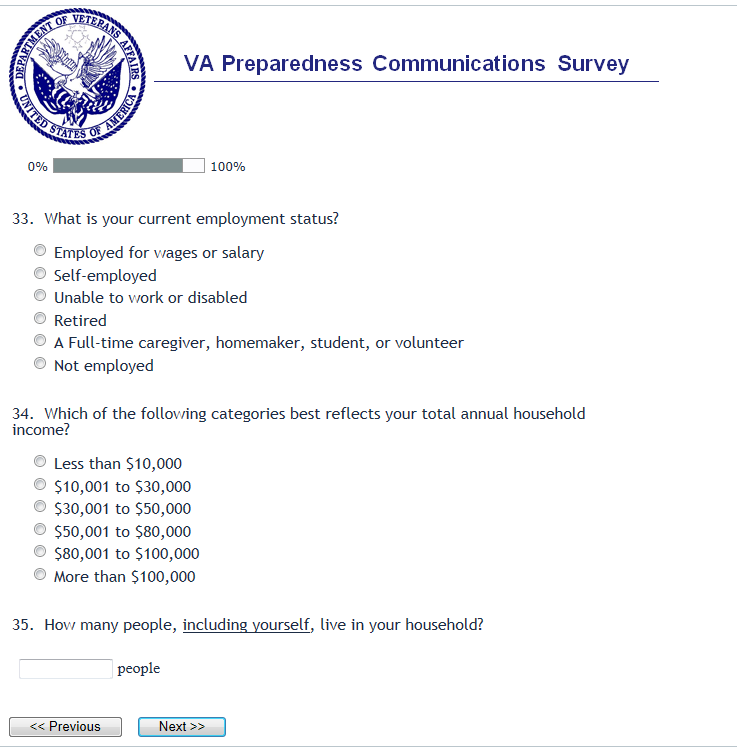 DEPARTMENT OF VETERANS AFFAIRS
UNITED STATES OF AMERICA
VA Preparedness Communications Survey
0% 100%
33. What is your current employment status?
Employed for wages or salary
Self-employed
Unable to work or disabled
Retired
A Full-time caregiver, homemaker, student, or volunteer
Not employed
34. Which of the following categories best reflects your total annual household
income?
Less than $10,000
$10,001 to $30,000
$30,001 to $50,000
$50,001 to $80,000
$80,001 to $100,000
More than $100,000
35. How many people, including yourself, live in your household?
people
<< Previous Next >>